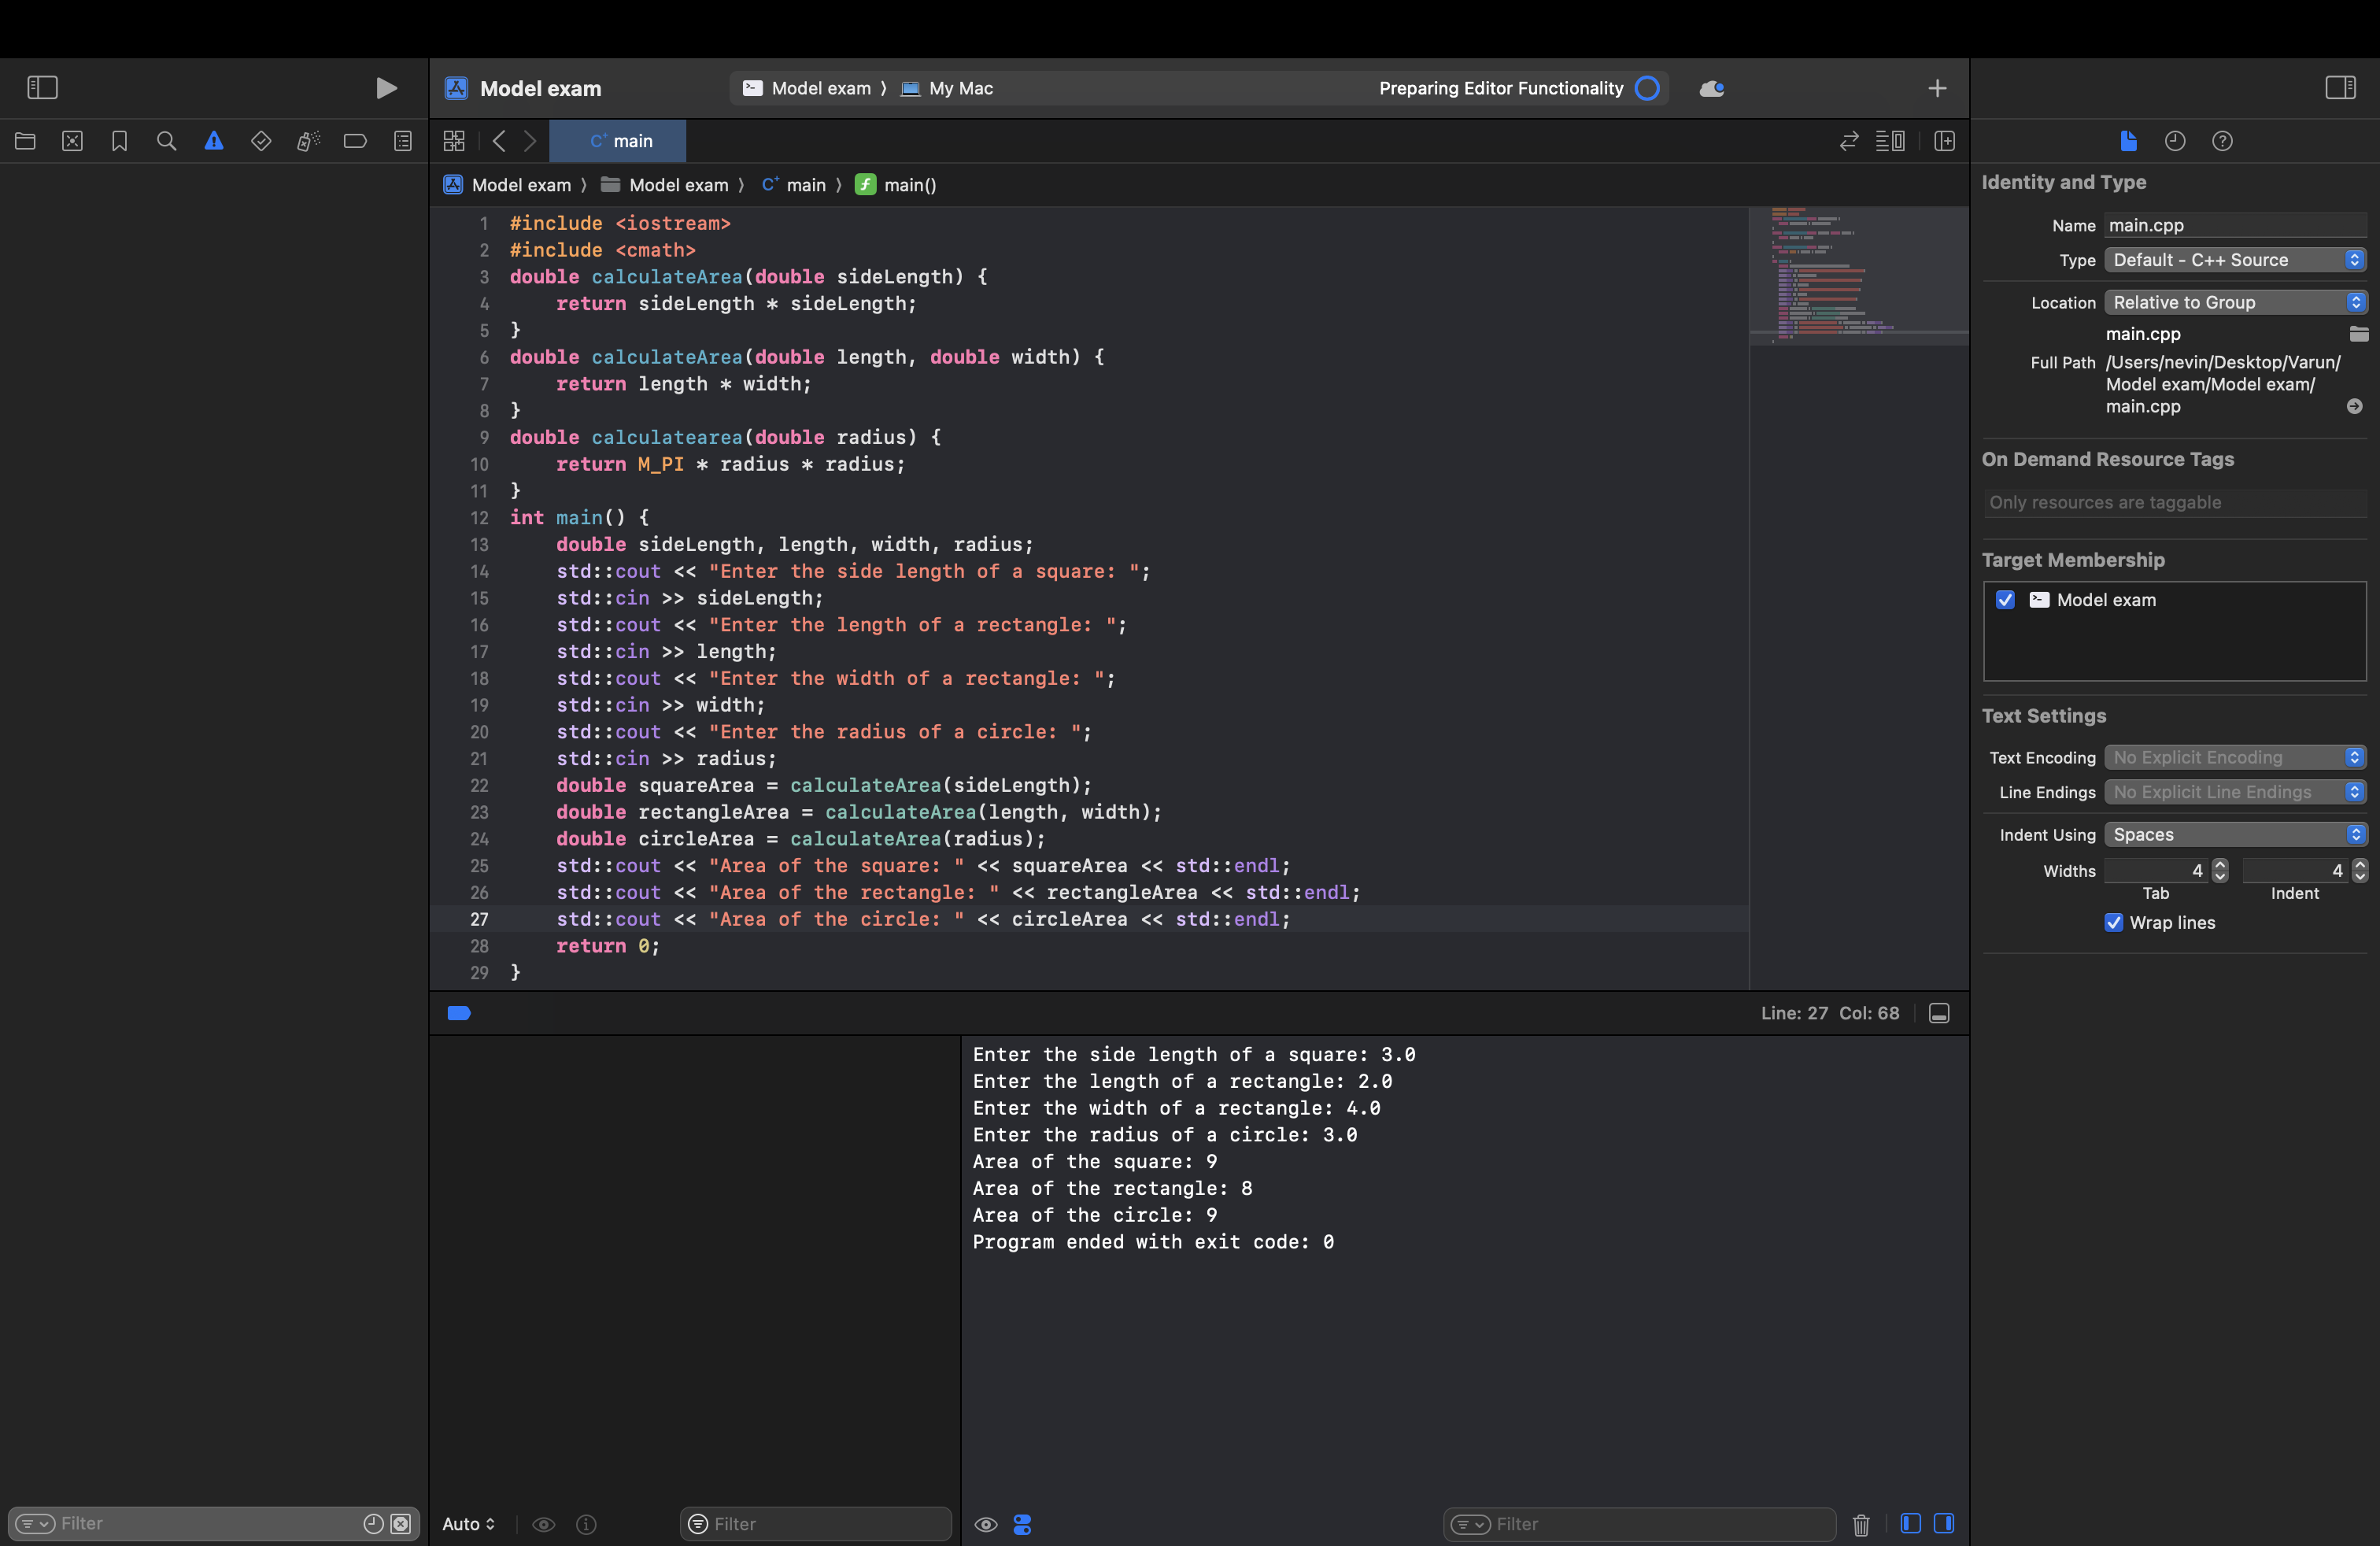 Model exam
Model exam ⟩ My Mac
Preparing Editor Functionality
main
Model exam ⟩ Model exam ⟩ main ⟩ main()
1 #include <iostream>
2 #include <cmath>
3 double calculateArea(double sideLength) {
4     return sideLength * sideLength;
5 }
6 double calculateArea(double length, double width) {
7     return length * width;
8 }
9 double calculatearea(double radius) {
10     return M_PI * radius * radius;
11 }
12 int main() {
13     double sideLength, length, width, radius;
14     std::cout << "Enter the side length of a square: ";
15     std::cin >> sideLength;
16     std::cout << "Enter the length of a rectangle: ";
17     std::cin >> length;
18     std::cout << "Enter the width of a rectangle: ";
19     std::cin >> width;
20     std::cout << "Enter the radius of a circle: ";
21     std::cin >> radius;
22     double squareArea = calculateArea(sideLength);
23     double rectangleArea = calculateArea(length, width);
24     double circleArea = calculateArea(radius);
25     std::cout << "Area of the square: " << squareArea << std::endl;
26     std::cout << "Area of the rectangle: " << rectangleArea << std::endl;
27     std::cout << "Area of the circle: " << circleArea << std::endl;
28     return 0;
29 }
Line: 27 Col: 68
Enter the side length of a square: 3.0
Enter the length of a rectangle: 2.0
Enter the width of a rectangle: 4.0
Enter the radius of a circle: 3.0
Area of the square: 9
Area of the rectangle: 8
Area of the circle: 9
Program ended with exit code: 0
Filter
Auto
Filter
Filter
Identity and Type
Name main.cpp
Type Default - C++ Source
Location Relative to Group
main.cpp
Full Path /Users/nevin/Desktop/Varun/
Model exam/Model exam/
main.cpp
On Demand Resource Tags
Only resources are taggable
Target Membership
Model exam
Text Settings
Text Encoding No Explicit Encoding
Line Endings No Explicit Line Endings
Indent Using Spaces
Widths 4 4
Tab Indent
Wrap lines